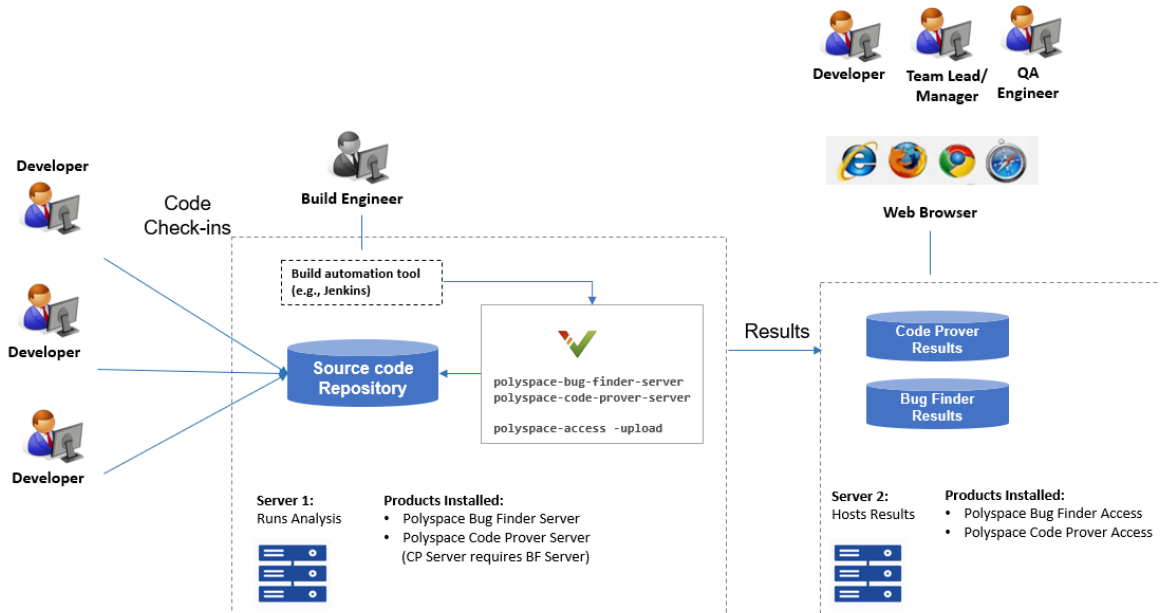 Developer
Team Lead/
Manager
QA
Engineer
Web Browser
Developer
Developer
Developer
Code
Check-ins
Build Engineer
Build automation tool
(e.g., Jenkins)
Source code
Repository
polyspace-bug-finder-server
polyspace-code-prover-server
polyspace-access -upload
Results
Code Prover
Results
Bug Finder
Results
Server 1:
Runs Analysis
Products Installed:
• Polyspace Bug Finder Server
• Polyspace Code Prover Server
(CP Server requires BF Server)
Server 2:
Hosts Results
Products Installed:
• Polyspace Bug Finder Access
• Polyspace Code Prover Access